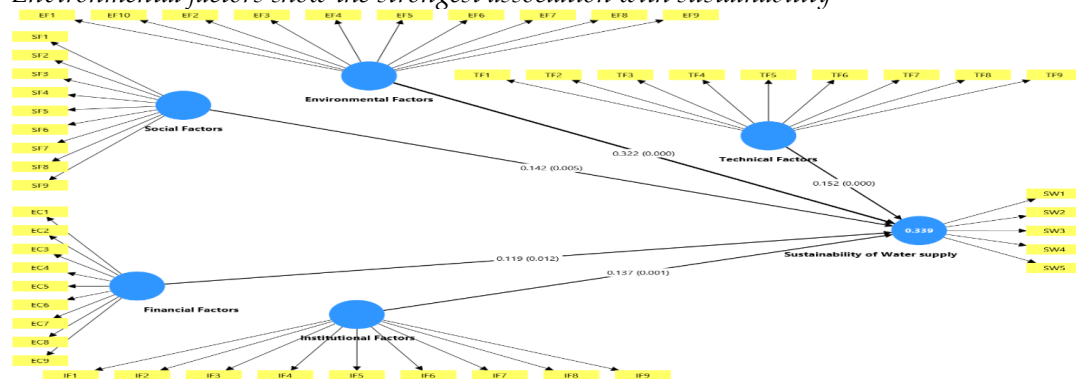 Environmental factors show the strongest association with sustainability
EF1 EF10 EF2 EF3 EF4 EF5 EF6 EF7 EF8 EF9
SF1
SF2
SF3
SF4
SF5
SF6
SF7
SF8
SF9
TF1 TF2 TF3 TF4 TF5 TF6 TF7 TF8 TF9
Environmental Factors
Social Factors
Technical Factors
0.322 (0.000)
0.142 (0.005)
0.152 (0.000)
SW1
SW2
SW3
SW4
SW5
0.339
Sustainability of Water supply
EC1
EC2
EC3
EC4
EC5
EC6
EC7
EC8
EC9
0.119 (0.012)
0.137 (0.001)
Financial Factors
Institutional Factors
IF1 IF2 IF3 IF4 IF5 IF6 IF7 IF8 IF9